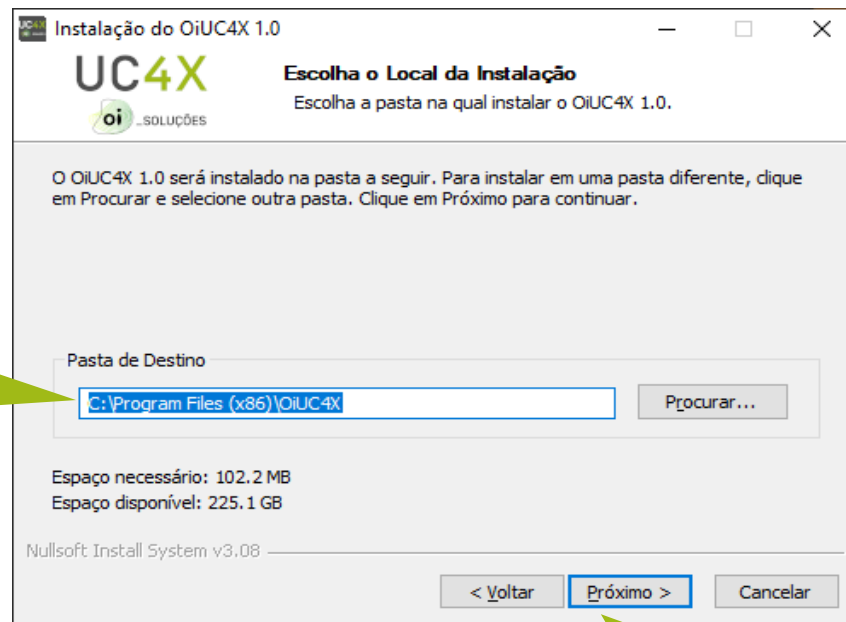 Instalação do OiUC4X 1.0
UC4X
oi _SOLUÇÕES
Escolha o Local da Instalação
Escolha a pasta na qual instalar o OiUC4X 1.0.
O OiUC4X 1.0 será instalado na pasta a seguir. Para instalar em uma pasta diferente, clique
em Procurar e selecione outra pasta. Clique em Próximo para continuar.
Pasta de Destino
C:\Program Files (x86)\OiUC4X
Procurar...
Espaço necessário: 102.2 MB
Espaço disponível: 225.1 GB
Nullsoft Install System v3.08
< Voltar Próximo > Cancelar